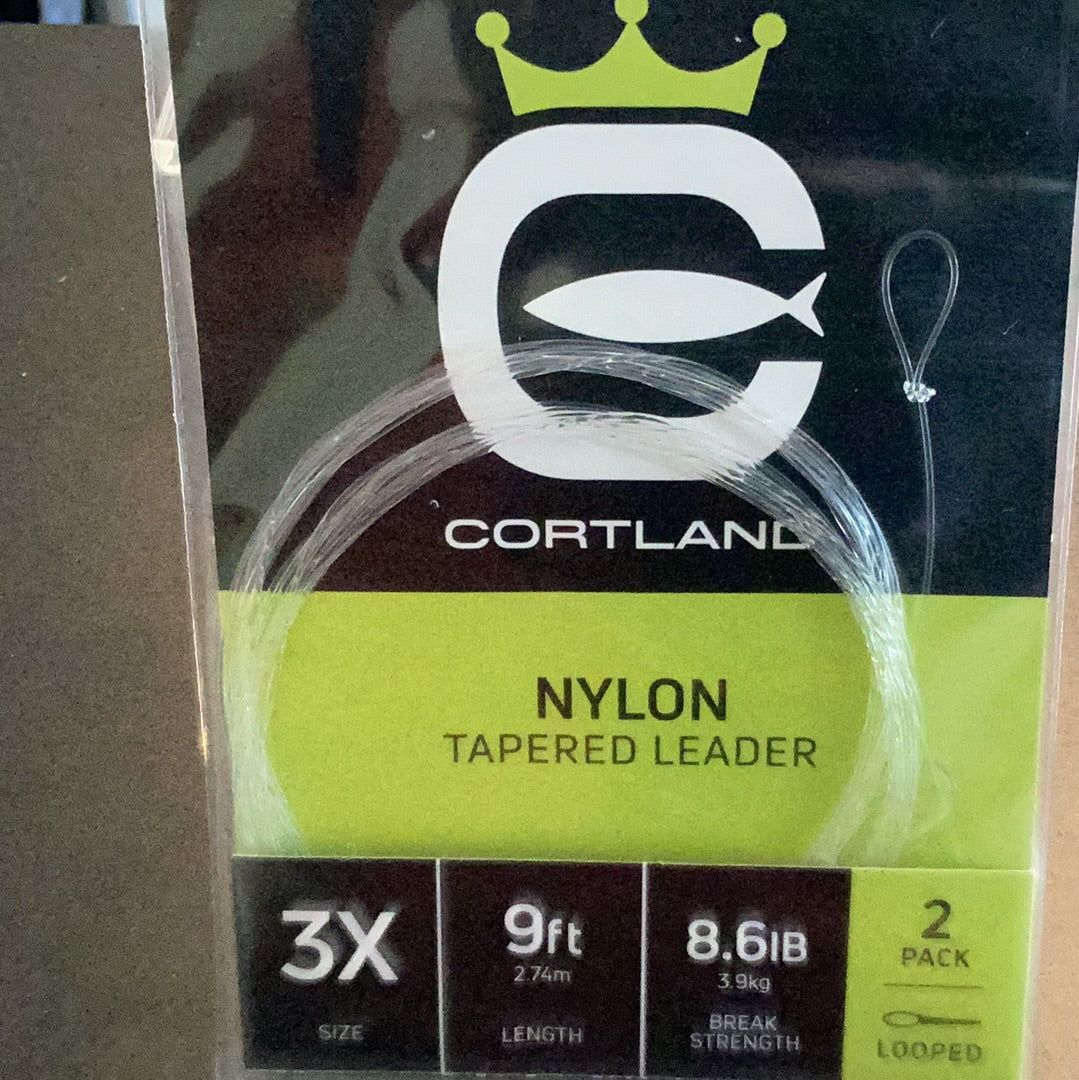 CORTLAND
NYLON
TAPERED LEADER
3X
SIZE
9ft
2.74m
LENGTH
8.6IB
3.9kg
BREAK
STRENGTH
2
PACK
LOOPED